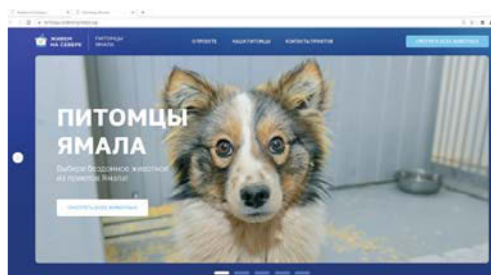 ЖИВЕМ
НА СЕВЕРЕ
ПИТОМЦЫ
ЯМАЛА
О ПРОЕКТЕ
НАШИ ПИТОМЦЫ
КОНТАКТЫ ПРИЮТОВ
СМОТРЕТЬ ВСЕХ ЖИВОТНЫХ
ПИТОМЦЫ
ЯМАЛА
Выбери бездомное животное
из приютов Ямала!
СМОТРЕТЬ ВСЕХ ЖИВОТНЫХ